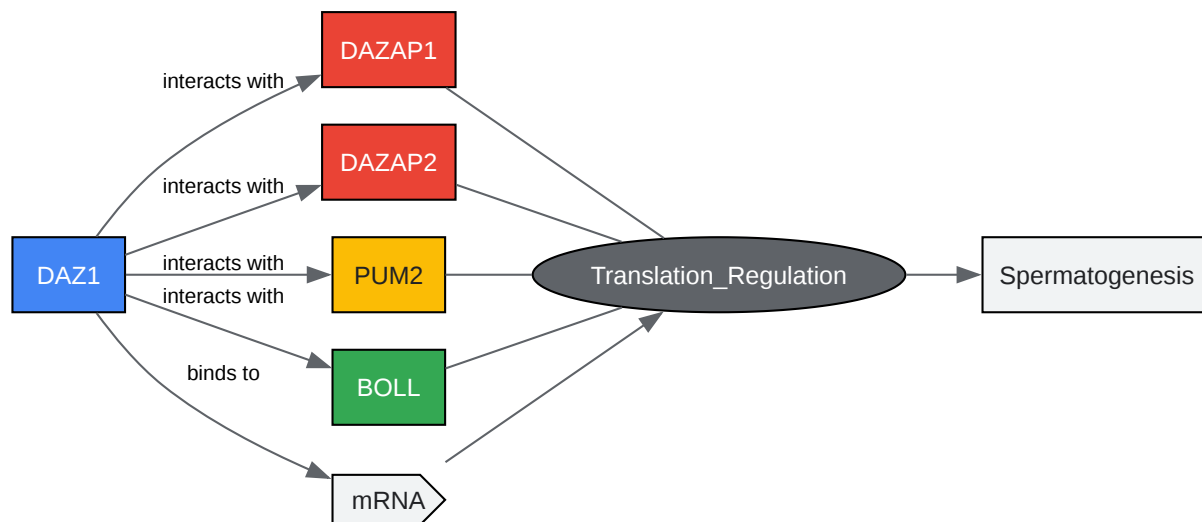 DAZAP1
interacts with
DAZAP2
interacts with
DAZ1
interacts with
PUM2
Translation_Regulation
Spermatogenesis
interacts with
BOLL
binds to
mRNA